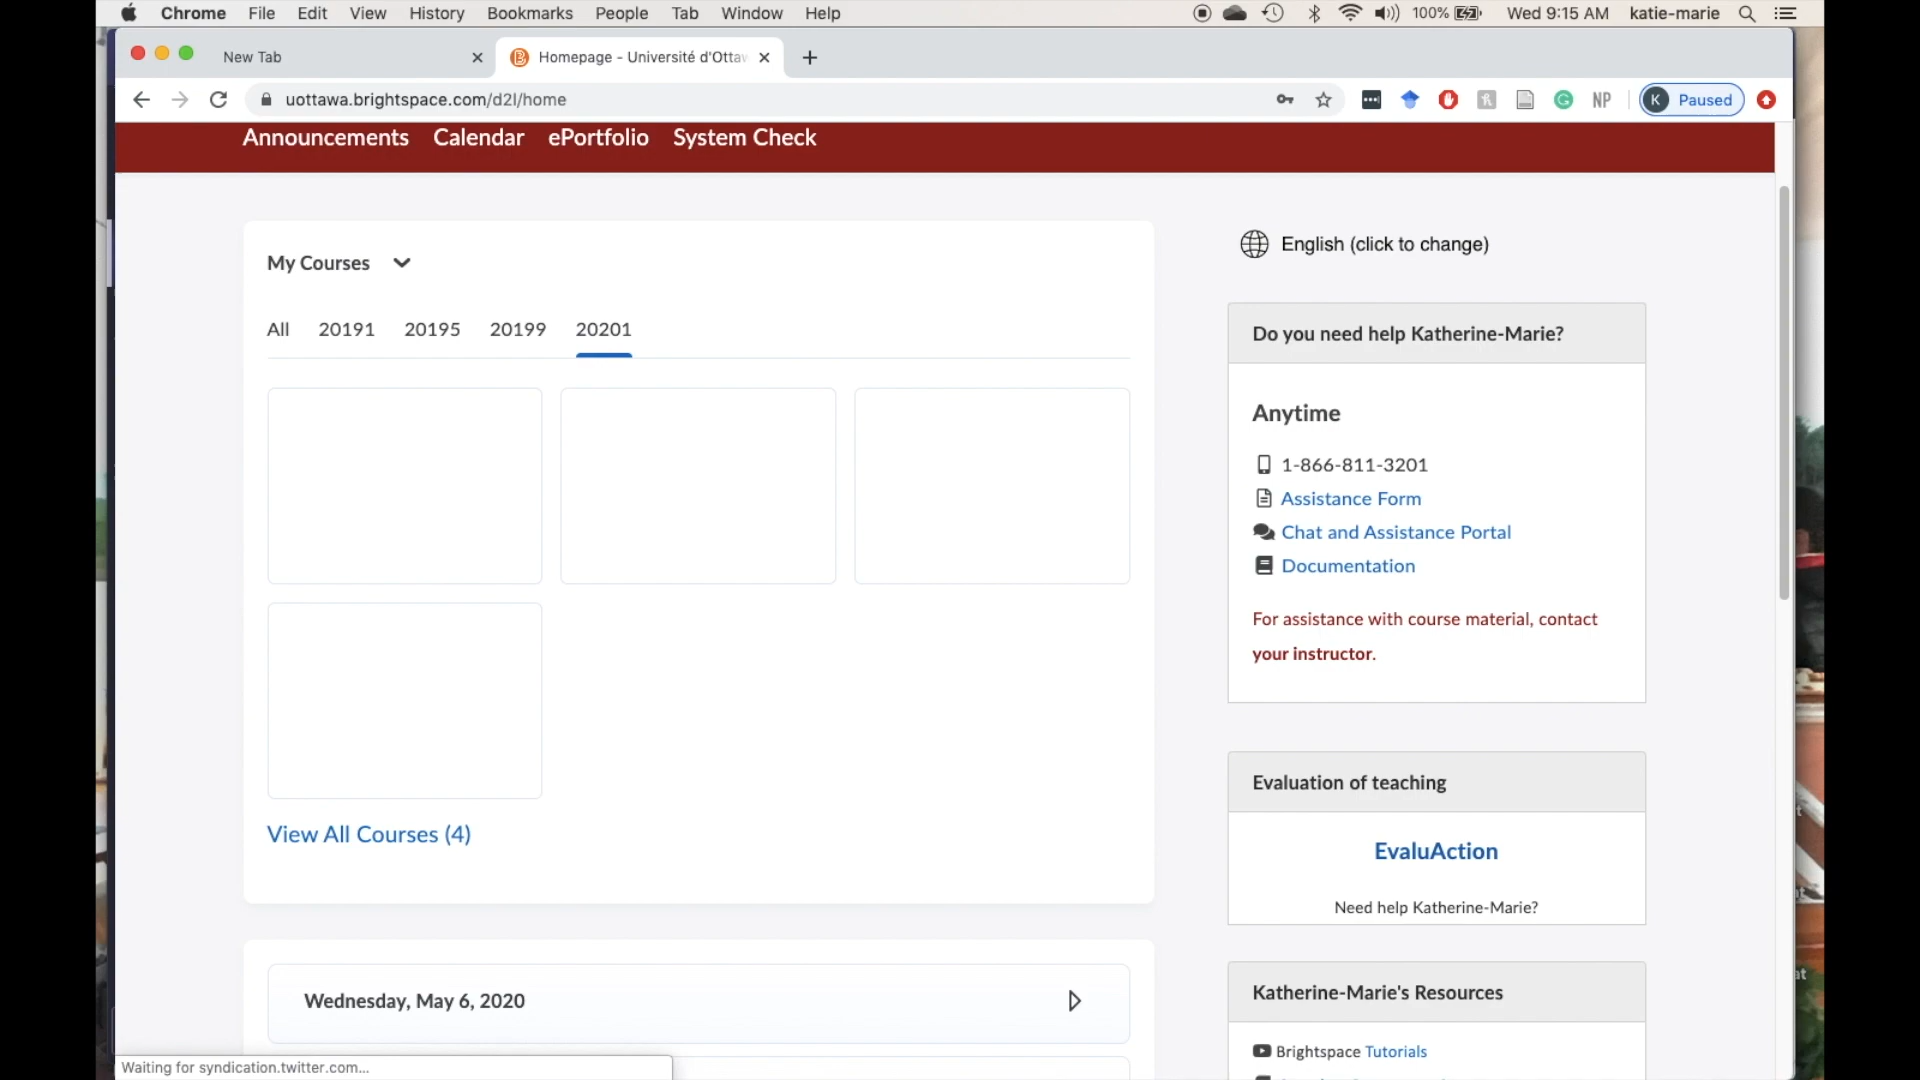 Chrome File Edit View History Bookmarks People Tab Window Help 100% Wed 9:15 AM katie-marie
New Tab Homepage - Université d'Ottaw
uottawa.brightspace.com/d2l/home NP K Paused
Announcements Calendar ePortfolio System Check
My Courses
All 20191 20195 20199 20201
View All Courses (4)
Wednesday, May 6, 2020
English (click to change)
Do you need help Katherine-Marie?
Anytime
1-866-811-3201
Assistance Form
Chat and Assistance Portal
Documentation
For assistance with course material, contact
your instructor.
Evaluation of teaching
EvaluAction
Need help Katherine-Marie?
Katherine-Marie's Resources
Brightspace Tutorials
Waiting for syndication.twitter.com...